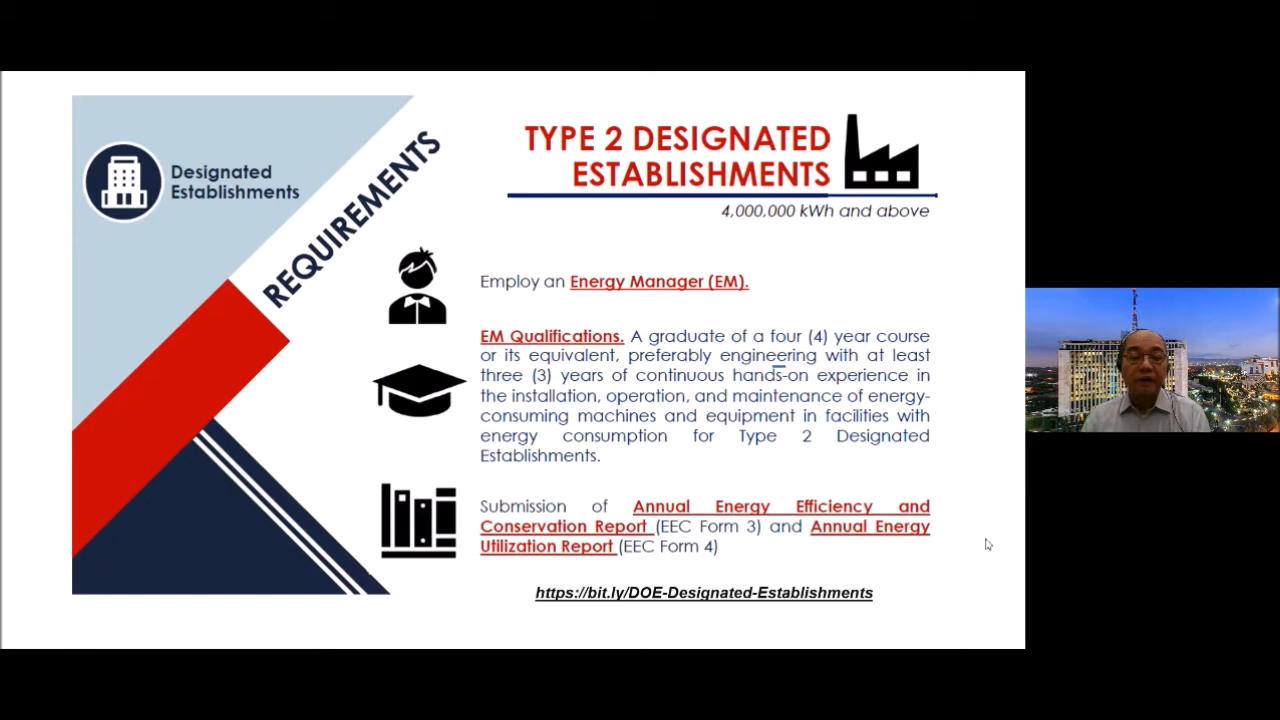 Designated
Establishments
REQUIREMENTS
TYPE 2 DESIGNATED
ESTABLISHMENTS
4,000,000 kWh and above
Employ an Energy Manager (EM).
EM Qualifications. A graduate of a four (4) year course
or its equivalent, preferably engineering with at least
three (3) years of continuous hands-on experience in
the installation, operation, and maintenance of energy-
consuming machines and equipment in facilities with
energy consumption for Type 2 Designated
Establishments.
Submission of Annual Energy Efficiency and
Conservation Report (EEC Form 3) and Annual Energy
Utilization Report (EEC Form 4)
https://bit.ly/DOE-Designated-Establishments